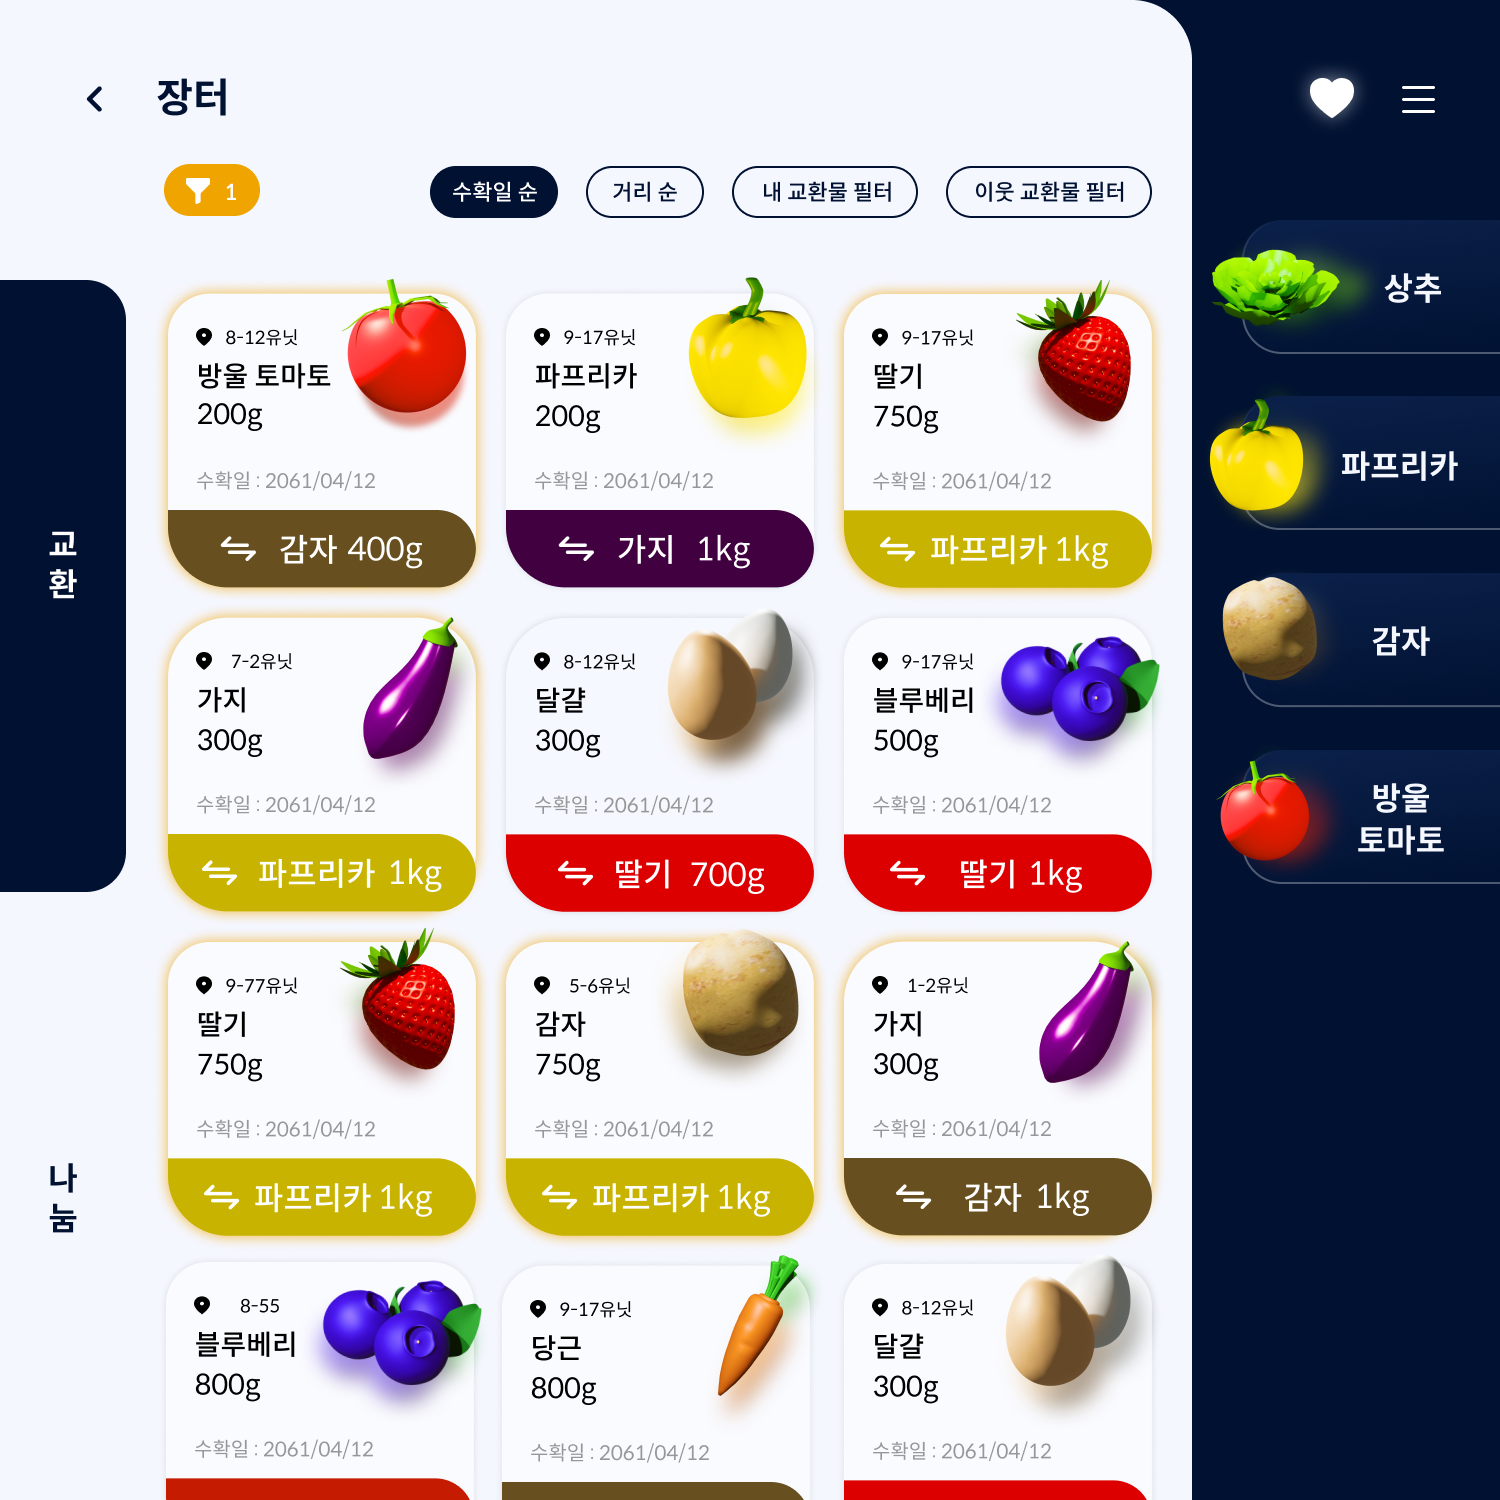 장터
1
수확일 순
거리 순
내 교환물 필터
이웃 교환물 필터
교
환
나
눔
8-12유닛
방울 토마토
200g
수확일 : 2061/04/12
감자 400g
9-17유닛
파프리카
200g
수확일 : 2061/04/12
가지 1kg
9-17유닛
딸기
750g
수확일 : 2061/04/12
파프리카 1kg
7-2유닛
가지
300g
수확일 : 2061/04/12
파프리카 1kg
8-12유닛
달걀
300g
수확일 : 2061/04/12
딸기 700g
9-17유닛
블루베리
500g
수확일 : 2061/04/12
딸기 1kg
9-77유닛
딸기
750g
수확일 : 2061/04/12
파프리카 1kg
5-6유닛
감자
750g
수확일 : 2061/04/12
파프리카 1kg
1-2유닛
가지
300g
수확일 : 2061/04/12
감자 1kg
8-55
블루베리
800g
수확일 : 2061/04/12
9-17유닛
당근
800g
수확일 : 2061/04/12
8-12유닛
달걀
300g
수확일 : 2061/04/12
상추
파프리카
감자
방울
토마토